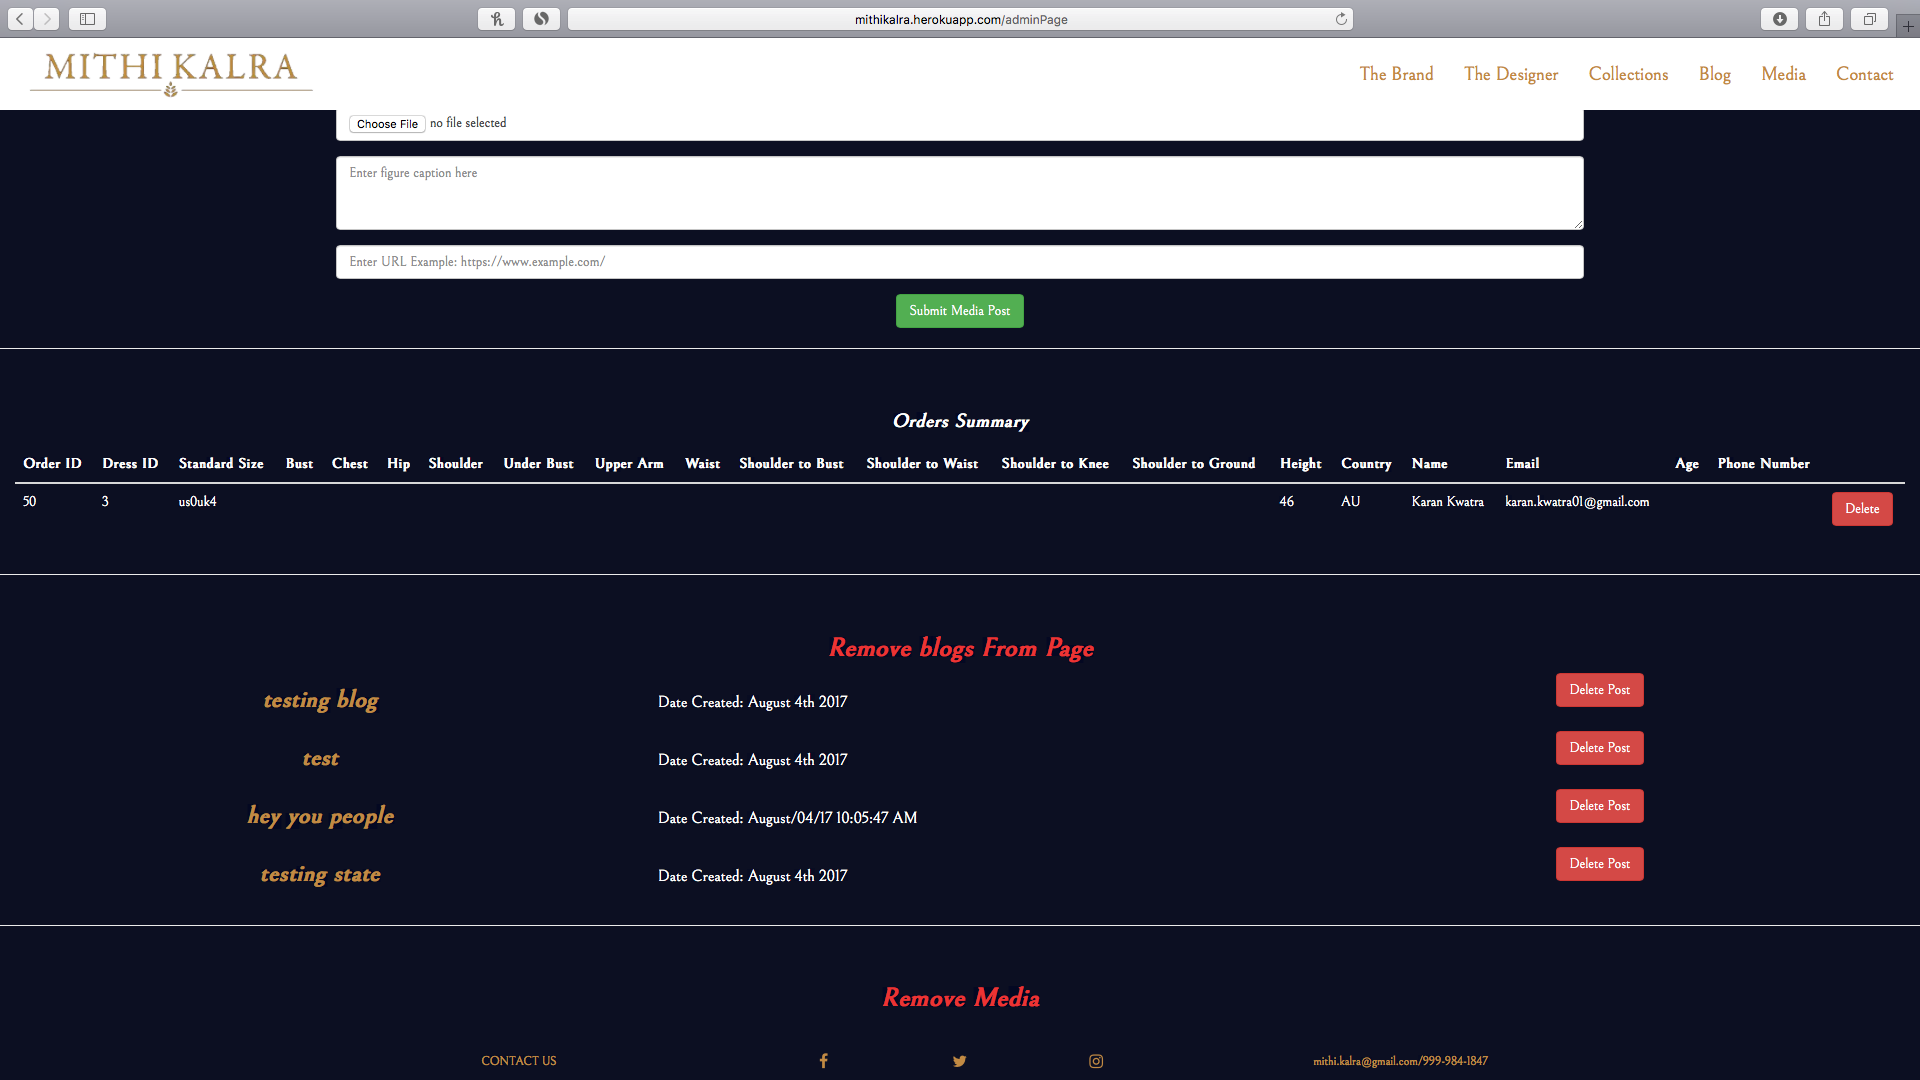 mithikalra.herokuapp.com/adminPage
MITHI KALRA
The Brand The Designer Collections Blog Media Contact
Choose File no file selected
Enter figure caption here
Enter URL Example: https://www.example.com/
Submit Media Post
Orders Summary
Order ID Dress ID Standard Size Bust Chest Hip Shoulder Under Bust Upper Arm Waist Shoulder to Bust Shoulder to Waist Shoulder to Knee Shoulder to Ground Height Country Name Email Age Phone Number
50 3 us0uk4 46 AU Karan Kwatra karan.kwatra01@gmail.com Delete
Remove blogs From Page
testing blog Date Created: August 4th 2017 Delete Post
test Date Created: August 4th 2017 Delete Post
hey you people Date Created: August/04/17 10:05:47 AM Delete Post
testing state Date Created: August 4th 2017 Delete Post
Remove Media
CONTACT US mithi.kalra@gmail.com/999-984-1847